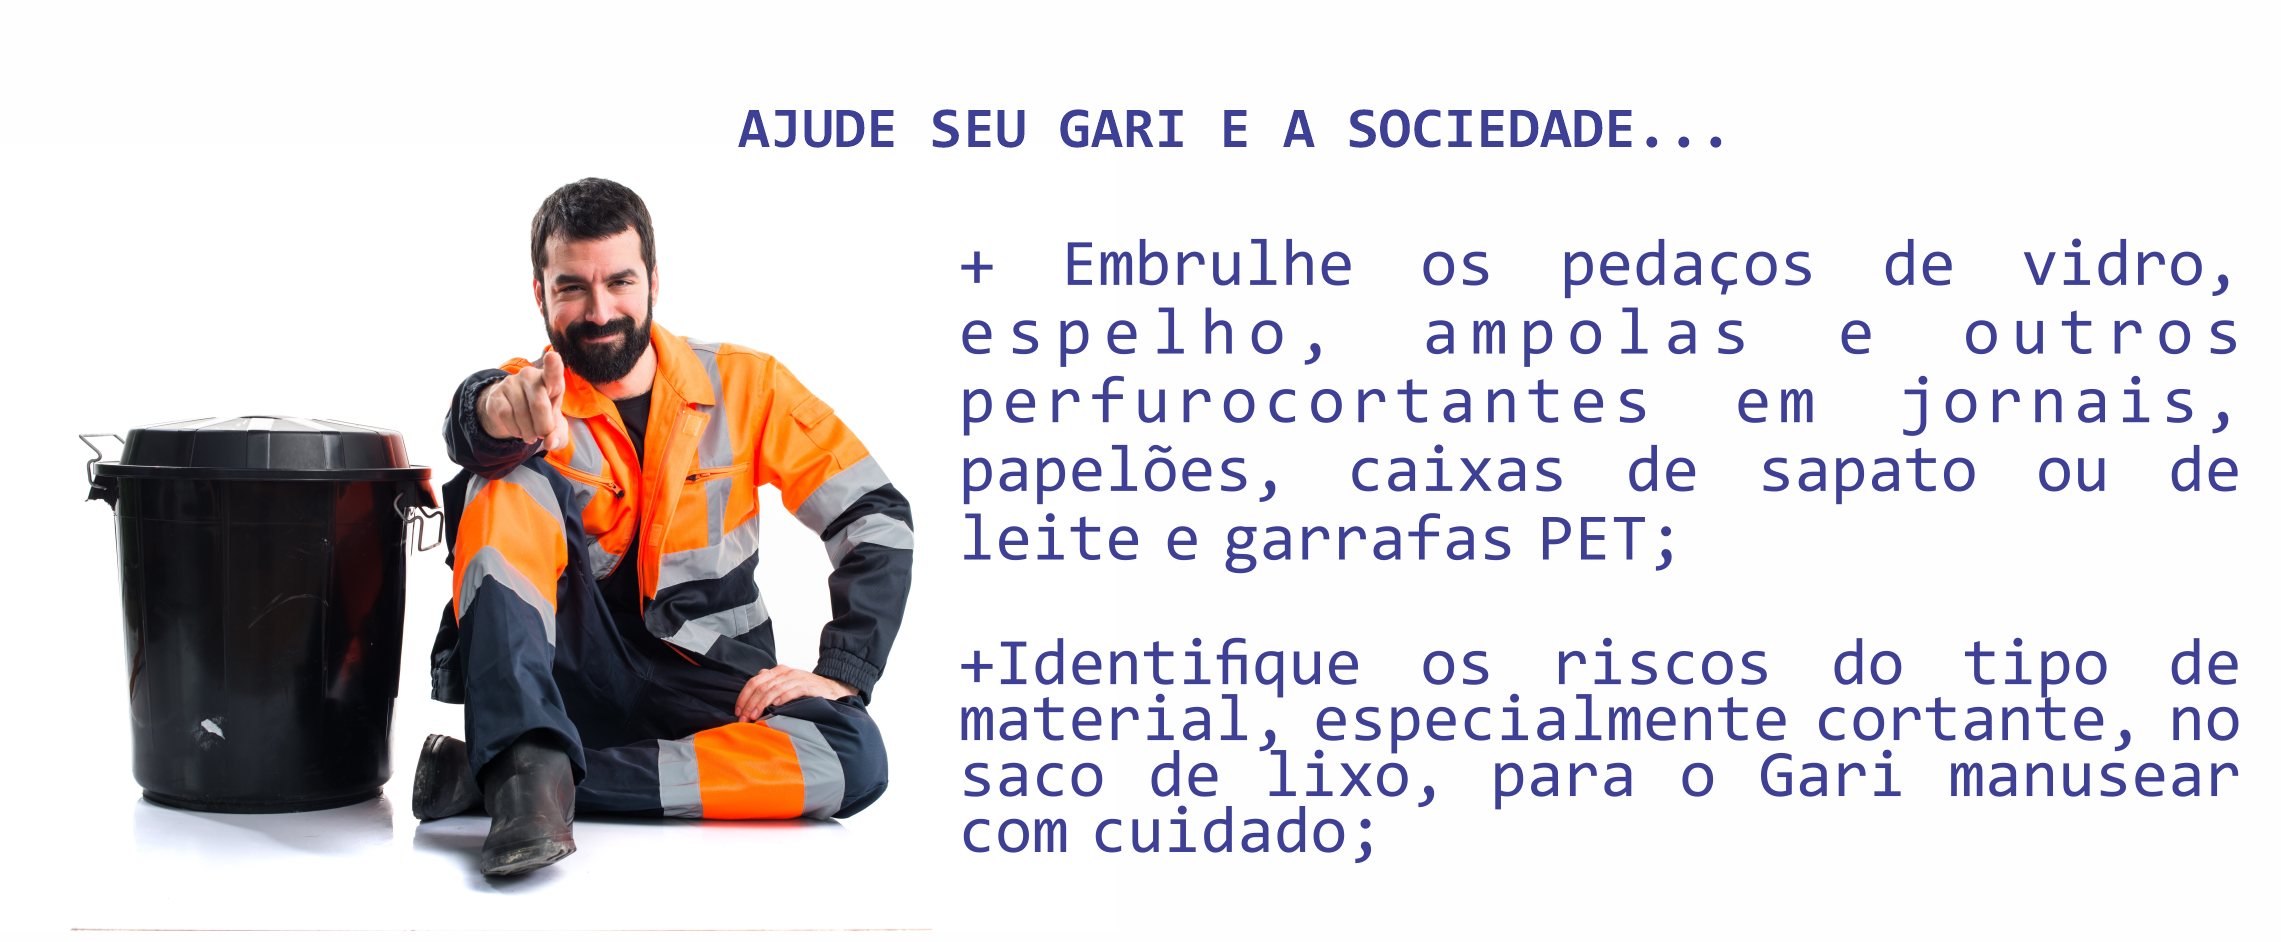 AJUDE SEU GARI E A SOCIEDADE...
+ Embrulhe os pedaços de vidro,
espelho, ampolas e outros
perfurocortantes em jornais,
papelões, caixas de sapato ou de
leite e garrafas PET;
+Identifique os riscos do tipo de
material, especialmente cortante, no
saco de lixo, para o Gari manusear
com cuidado;